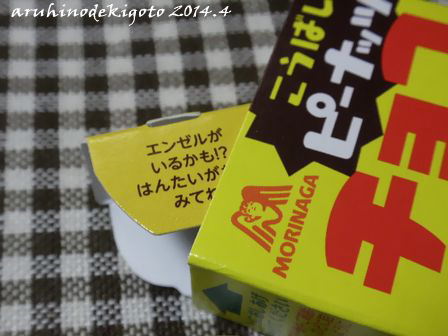 aruhinodekigoto 2014.4
エンゼルが
いるかも!?
はんたいが
みてね
こうばし
ピーナッツ
チョコ
MORINAGA